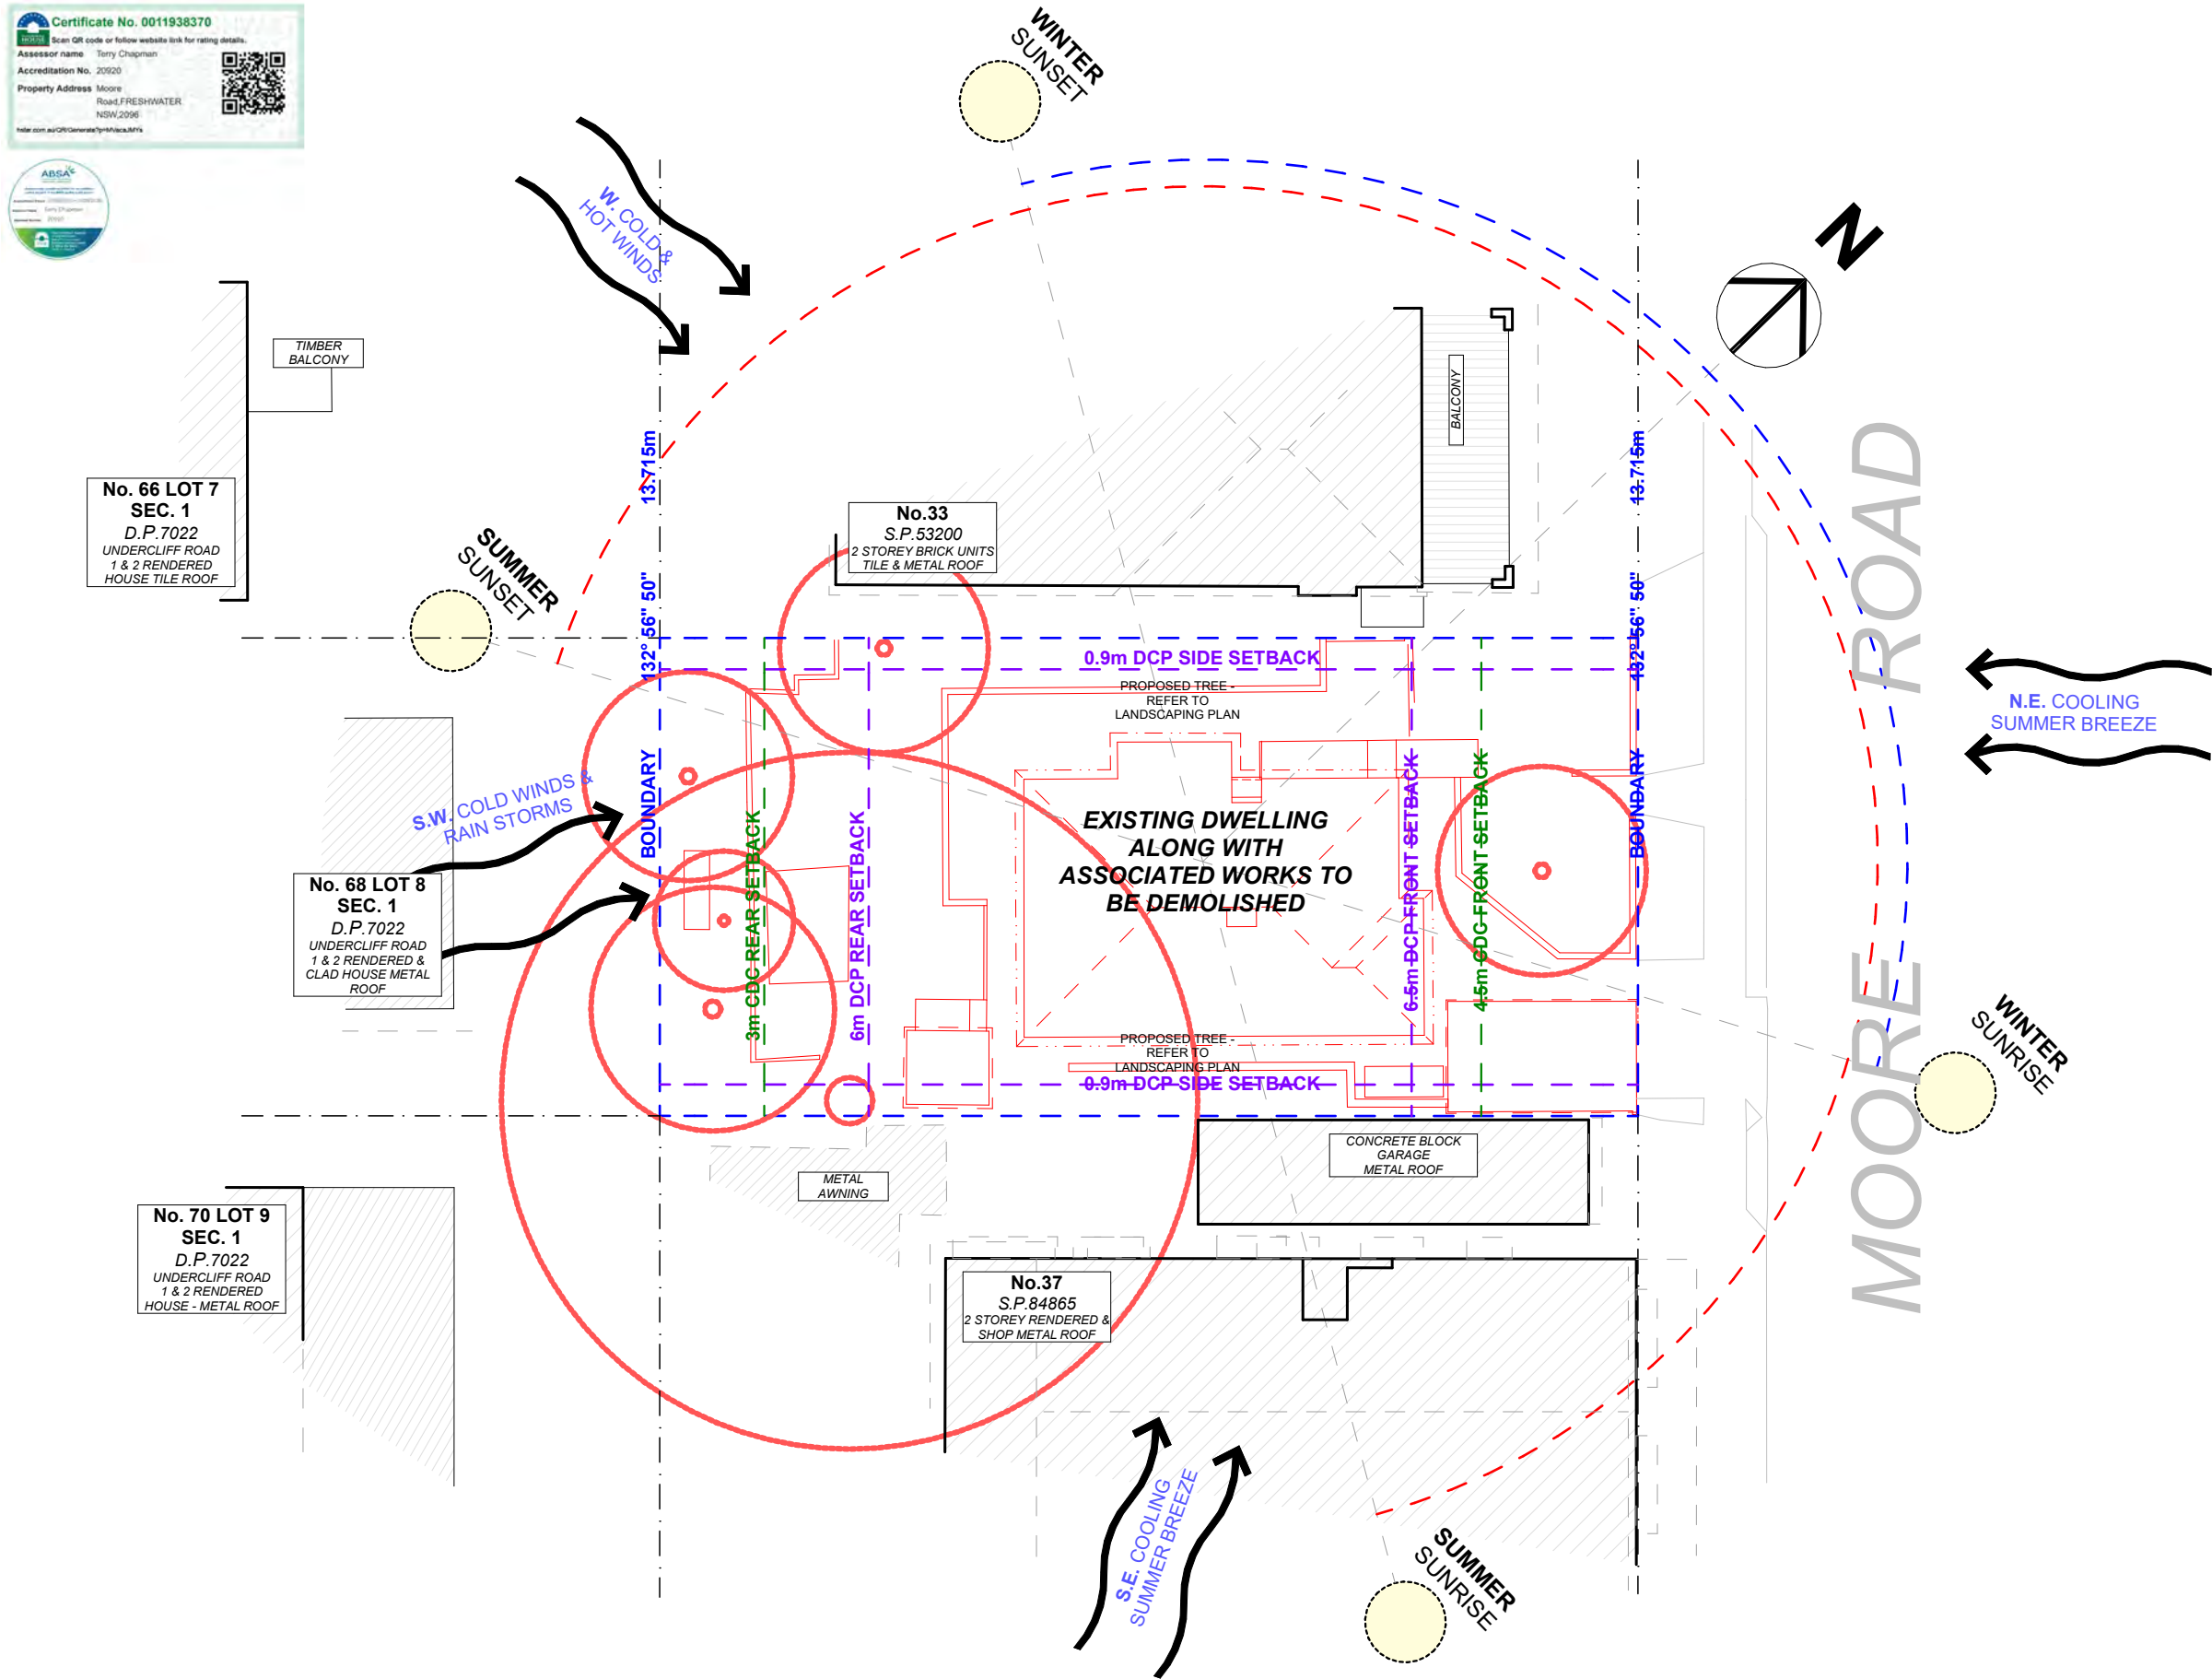 Certificate No. 0011938370
Scan QR code or follow website link for rating details.
Assessor name Terry Chapman
Accreditation No. 20920
Property Address Moore
Road,FRESHWATER
NSW,2096
ABSA
WINTER
SUNSET
W. COLD &
HOT WINDS
N
TIMBER
BALCONY
BALCONY
13.715m
13.715m
No. 66 LOT 7
SEC. 1
D.P.7022
UNDERCLIFF ROAD
1 & 2 RENDERED
HOUSE TILE ROOF
No.33
S.P.53200
2 STOREY BRICK UNITS
TILE & METAL ROOF
SUMMER
SUNSET
132° 56" 50"
132° 56" 50"
ROAD
0.9m DCP SIDE SETBACK
PROPOSED TREE -
REFER TO
LANDSCAPING PLAN
N.E. COOLING
SUMMER BREEZE
S.W. COLD WINDS &
RAIN STORMS
BOUNDARY
3m CDC REAR SETBACK
6m DCP REAR SETBACK
EXISTING DWELLING
ALONG WITH
ASSOCIATED WORKS TO
BE DEMOLISHED
6.5m DCP FRONT SETBACK
4.5m CDC FRONT SETBACK
BOUNDARY
No. 68 LOT 8
SEC. 1
D.P.7022
UNDERCLIFF ROAD
1 & 2 RENDERED &
CLAD HOUSE METAL
ROOF
MOORE
WINTER
SUNRISE
PROPOSED TREE -
REFER TO
LANDSCAPING PLAN
0.9m DCP SIDE SETBACK
CONCRETE BLOCK
GARAGE
METAL ROOF
METAL
AWNING
No. 70 LOT 9
SEC. 1
D.P.7022
UNDERCLIFF ROAD
1 & 2 RENDERED
HOUSE - METAL ROOF
No.37
S.P.84865
2 STOREY RENDERED &
SHOP METAL ROOF
S.E. COOLING
SUMMER BREEZE
SUMMER
SUNRISE